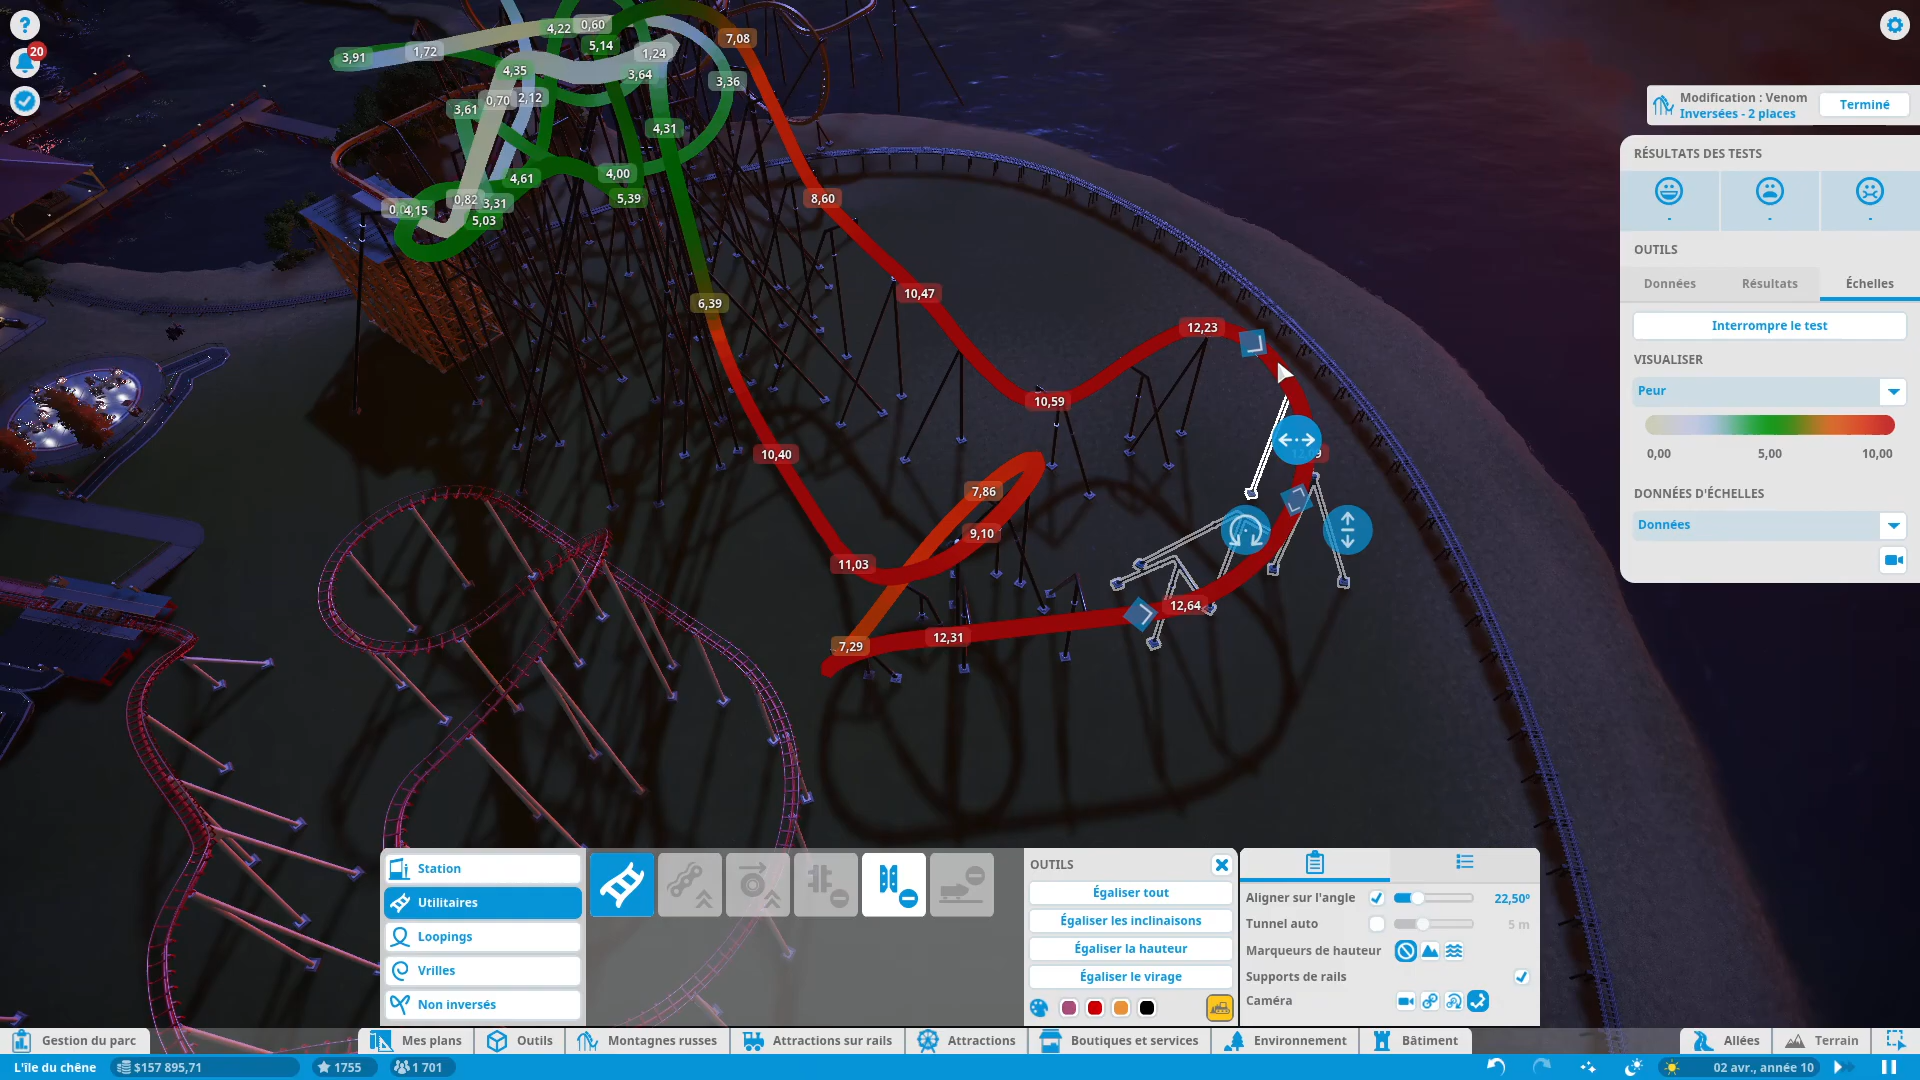 20
4,22
0,60
7,08
3,91
1,72
5,14
1,24
4,35
3,64
3,36
0,70
2,12
3,61
4,31
4,61
4,00
8,60
0,82
3,31
5,39
4,15
5,03
10,47
6,39
12,23
10,59
10,40
7,86
9,10
11,03
12,64
7,29
12,31
Modification : Venom
Inversées - 2 places
Terminé
RÉSULTATS DES TESTS
- - -
OUTILS
Données Résultats Échelles
Interrompre le test
VISUALISER
Peur
0,00 5,00 10,00
DONNÉES D'ÉCHELLES
Données
Station
Utilitaires
Loopings
Vrilles
Non inversés
OUTILS
Égaliser tout
Égaliser les inclinaisons
Égaliser la hauteur
Égaliser le virage
Aligner sur l'angle 22,50°
Tunnel auto 5 m
Marqueurs de hauteur
Supports de rails
Caméra
Gestion du parc
Mes plans
Outils
Montagnes russes
Attractions sur rails
Attractions
Boutiques et services
Environnement
Bâtiment
Allées
Terrain
L'île du chêne
$157 895,71
1755
1 701
02 avr., année 10